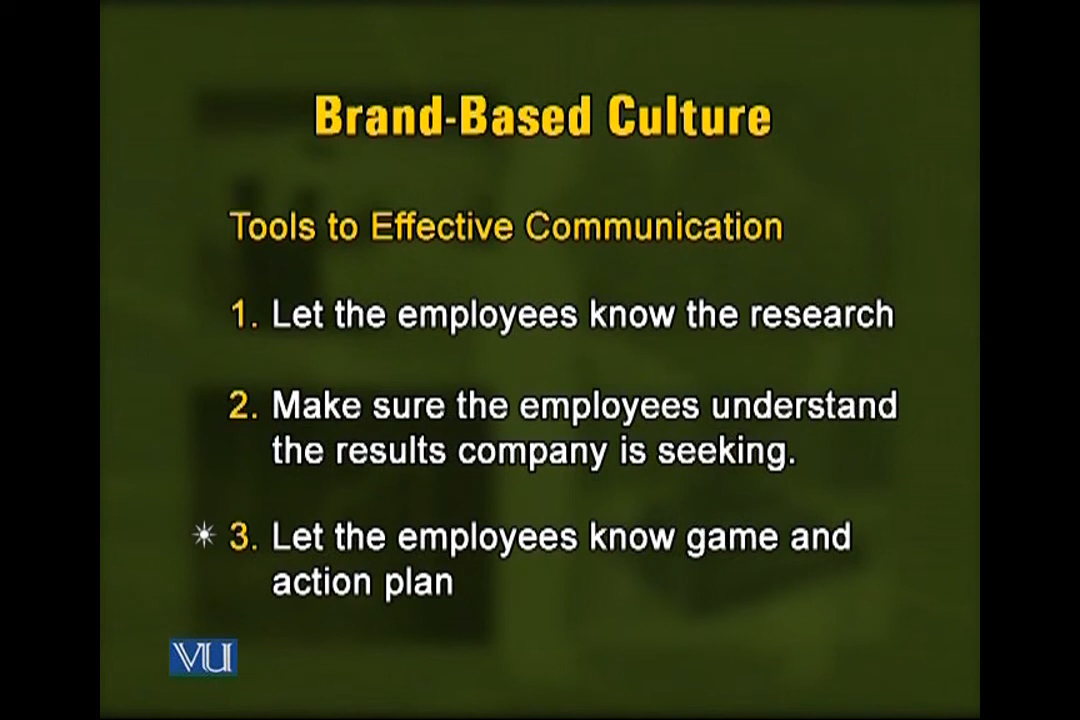 Brand-Based Culture
Tools to Effective Communication
1. Let the employees know the research
2. Make sure the employees understand
the results company is seeking.
3. Let the employees know game and
action plan
VU